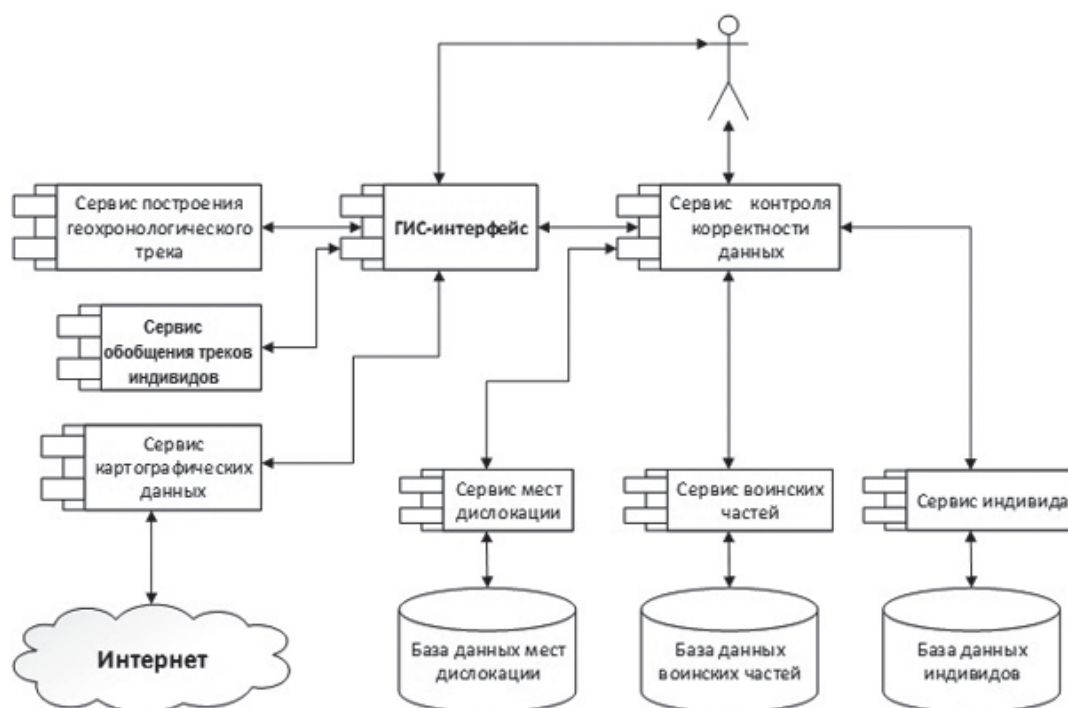 Сервис построения
геохронологического
трека
ГИС-интерфейс
Сервис контроля
корректности
данных
Сервис
обобщения треков
индивидов
Сервис
картографических
данных
Сервис мест
дислокации
Сервис воинских
частей
Сервис индивида
Интернет
База данных мест
дислокации
База данных
воинских частей
База данных
индивидов